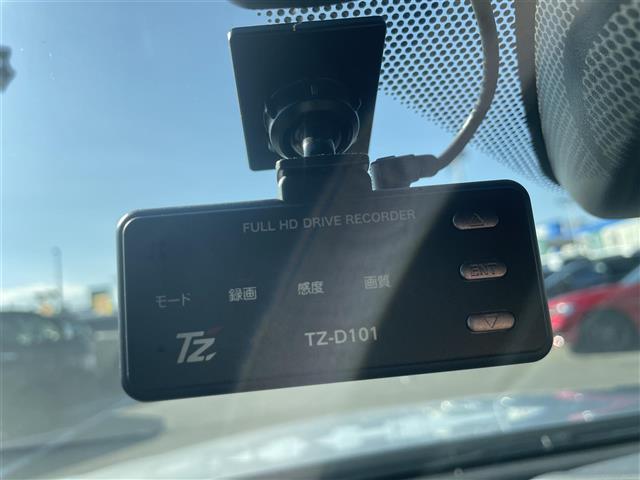 FULL HD DRIVE RECORDER
モード 録画 感度 画質
ENT
TZ.
TZ-D101